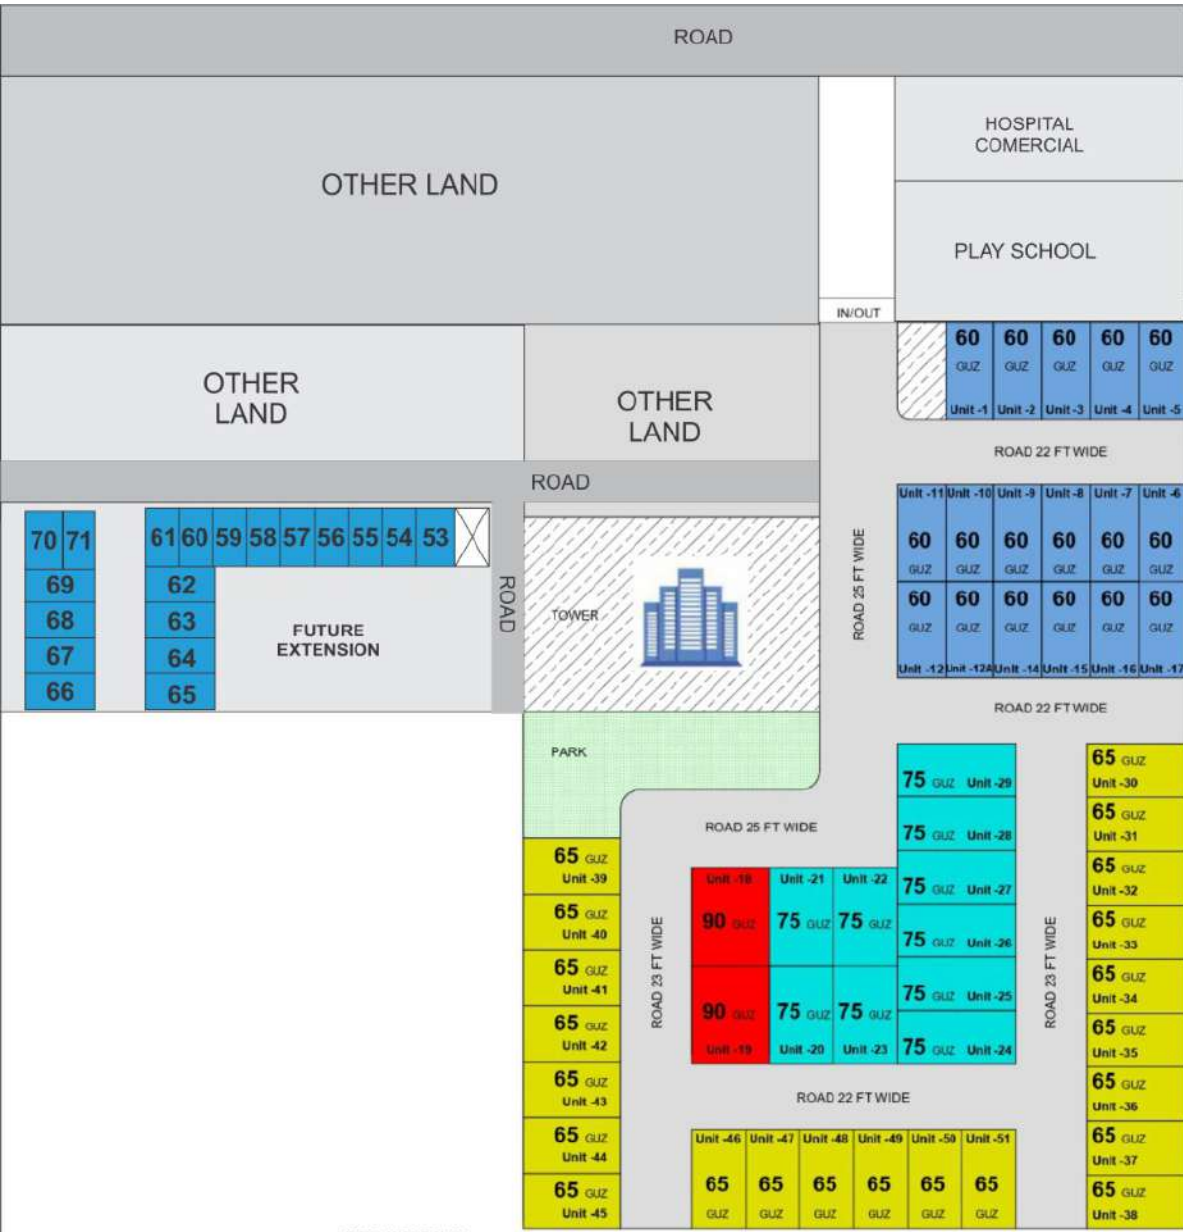 ROAD
HOSPITAL
COMERCIAL
OTHER LAND
PLAY SCHOOL
IN/OUT
60 60 60 60 60
GUZ GUZ GUZ GUZ GUZ
Unit -1 Unit -2 Unit -3 Unit -4 Unit -5
OTHER
LAND
OTHER
LAND
ROAD 22 FT WIDE
ROAD
Unit -11 Unit -10 Unit -9 Unit -8 Unit -7 Unit -6
60 60 60 60 60 60
GUZ GUZ GUZ GUZ GUZ GUZ
60 60 60 60 60 60
GUZ GUZ GUZ GUZ GUZ GUZ
Unit -12 Unit -12A Unit -14 Unit -15 Unit -16 Unit -17
ROAD 25 FT WIDE
70 71
69
68
67
66
61 60 59 58 57 56 55 54 53
62
63
64
65
FUTURE
EXTENSION
ROAD
TOWER
ROAD 22 FT WIDE
PARK
ROAD 25 FT WIDE
75 GUZ Unit -29
75 GUZ Unit -28
75 GUZ Unit -27
75 GUZ Unit -26
75 GUZ Unit -25
75 GUZ Unit -24
65 GUZ
Unit -30
65 GUZ
Unit -31
65 GUZ
Unit -32
65 GUZ
Unit -33
65 GUZ
Unit -34
65 GUZ
Unit -35
65 GUZ
Unit -36
65 GUZ
Unit -37
65 GUZ
Unit -38
65 GUZ
Unit -39
65 GUZ
Unit -40
65 GUZ
Unit -41
65 GUZ
Unit -42
65 GUZ
Unit -43
65 GUZ
Unit -44
65 GUZ
Unit -45
ROAD 23 FT WIDE
Unit -18 Unit -21 Unit -22
90 GUZ 75 GUZ 75 GUZ
90 GUZ 75 GUZ 75 GUZ
Unit -19 Unit -20 Unit -23
ROAD 23 FT WIDE
ROAD 22 FT WIDE
Unit -46 Unit -47 Unit -48 Unit -49 Unit -50 Unit -51
65 65 65 65 65 65
GUZ GUZ GUZ GUZ GUZ GUZ